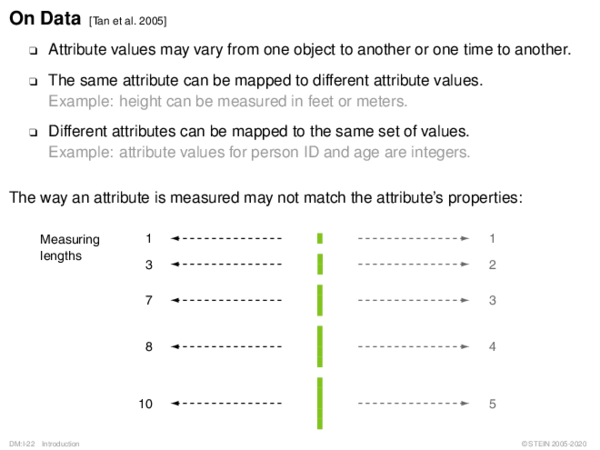 On Data [Tan et al. 2005]
❑ Attribute values may vary from one object to another or one time to another.
❑ The same attribute can be mapped to different attribute values.
Example: height can be measured in feet or meters.
❑ Different attributes can be mapped to the same set of values.
Example: attribute values for person ID and age are integers.
The way an attribute is measured may not match the attribute's properties:
Measuring 1 1
lengths
3 2
7 3
8 4
10 5
DM:I-22 Introduction © STEIN 2005-2020